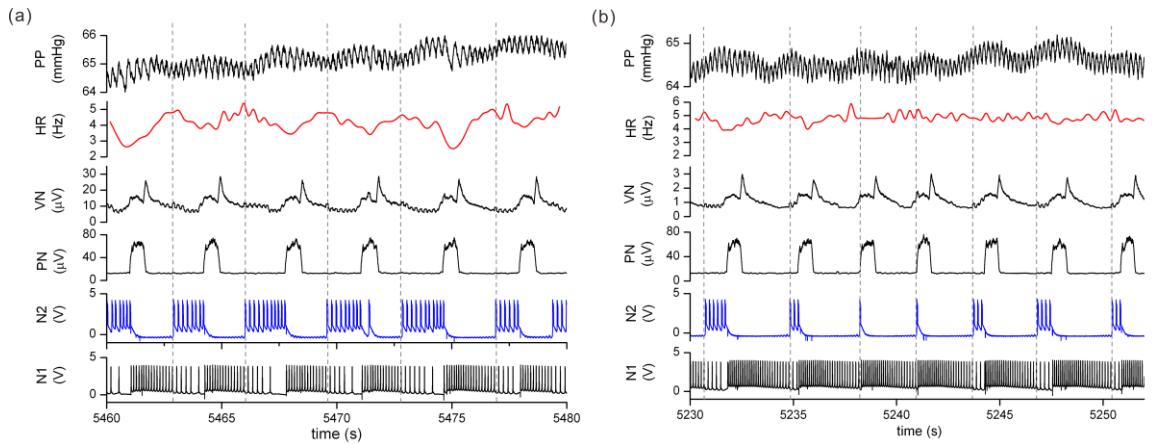 (a)
66
65
64
PP
(mmHg)
5
4
3
2
HR
(Hz)
30
20
10
0
VN
(μV)
80
40
0
PN
(μV)
5
0
N2
(V)
5
0
N1
(V)
5460 5465 5470 5475 5480
time (s)
(b)
65
64
PP
(mmHg)
6
5
4
3
2
1
HR
(Hz)
3
2
1
0
VN
(μV)
80
40
0
PN
(μV)
5
0
N2
(V)
5
0
N1
(V)
5230 5235 5240 5245 5250
time (s)